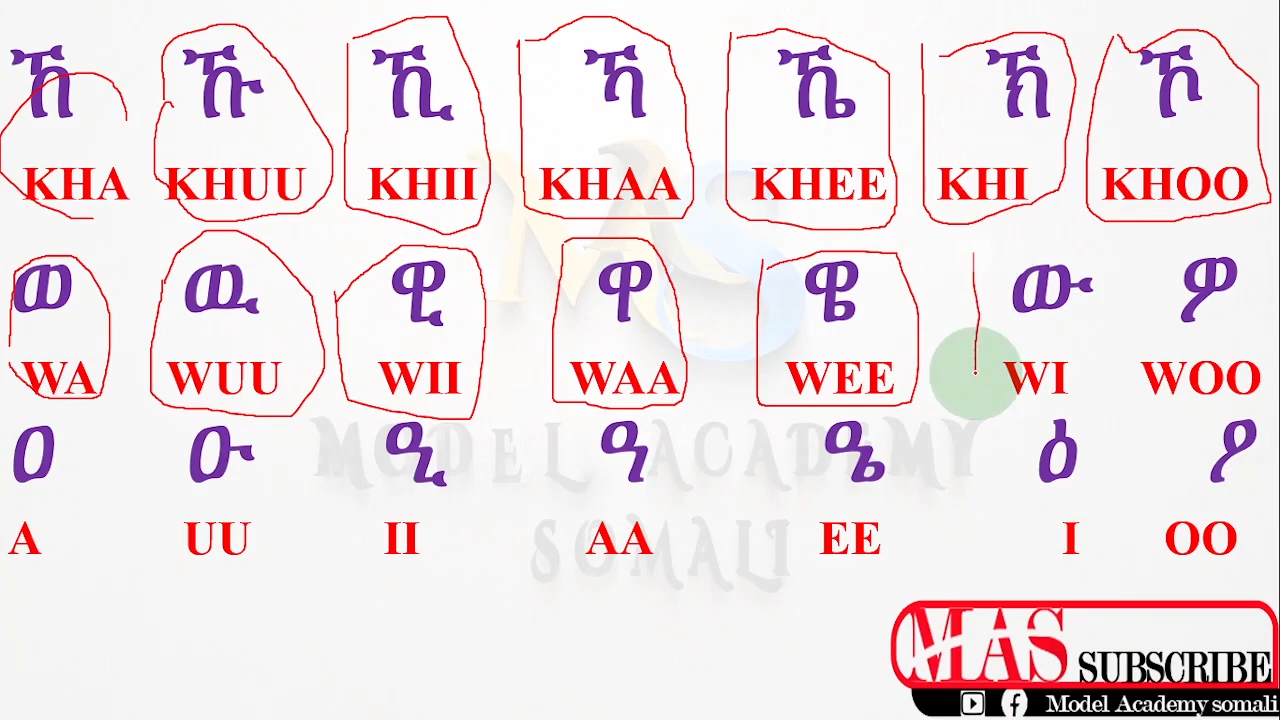 ኸ ኹ ኺ ኻ ኼ ኽ ኾ
KHA KHUU KHII KHAA KHEE KHI KHOO
ወ ዉ ዊ ዋ ዌ ው ዎ
WA WUU WII WAA WEE WI WOO
ዐ ዑ ዒ ዓ ዔ ዕ ዖ
A UU II AA EE I OO
MAS
MODEL ACADEMY
SOMALI
MAS SUBSCRIBE
Model Academy somali